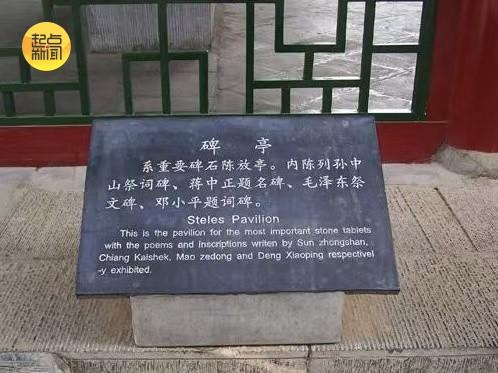 起点
新闻
碑 亭
系重要碑石陈放亭。内陈列孙中
山祭词碑、蒋中正题名碑、毛泽东祭
文碑、邓小平题词碑。
Steles Pavilion
This is the pavilion for the most important stone tablets
with the poems and inscriptions writen by Sun zhongshan,
Chiang Kaishek, Mao zedong and Deng Xiaoping respectivel
-y exhibited.